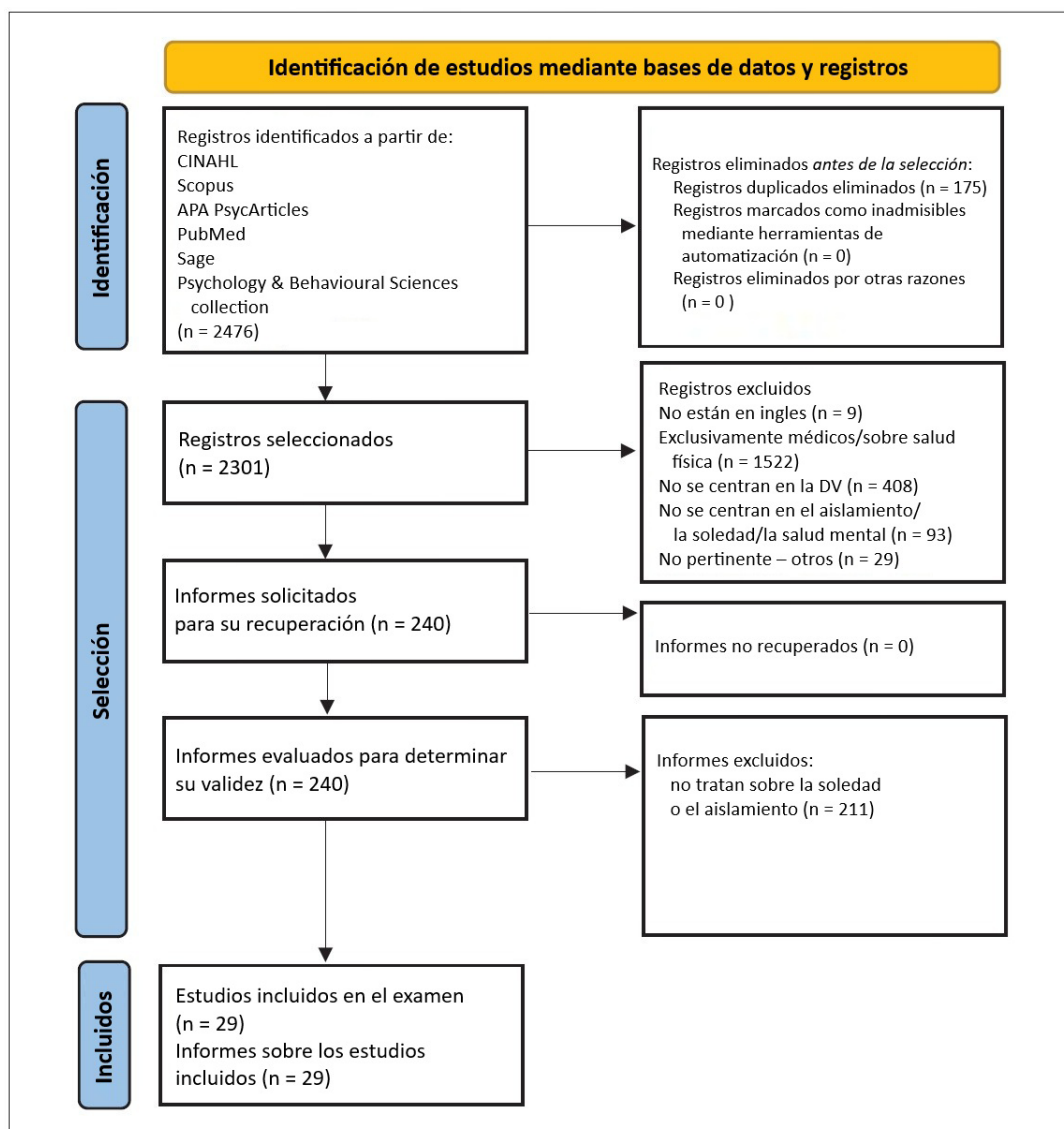 Identificación de estudios mediante bases de datos y registros
Identificación
Registros identificados a partir de:
CINAHL
Scopus
APA PsycArticles
PubMed
Sage
Psychology & Behavioural Sciences
collection
(n = 2476)
Registros eliminados antes de la selección:
Registros duplicados eliminados (n = 175)
Registros marcados como inadmisibles
mediante herramientas de
automatización (n = 0)
Registros eliminados por otras razones
(n = 0 )
Selección
Registros seleccionados
(n = 2301)
Registros excluidos
No están en ingles (n = 9)
Exclusivamente médicos/sobre salud
física (n = 1522)
No se centran en la DV (n = 408)
No se centran en el aislamiento/
la soledad/la salud mental (n = 93)
No pertinente – otros (n = 29)
Informes solicitados
para su recuperación (n = 240)
Informes no recuperados (n = 0)
Informes evaluados para determinar
su validez (n = 240)
Informes excluidos:
no tratan sobre la soledad
o el aislamiento (n = 211)
Incluidos
Estudios incluidos en el examen
(n = 29)
Informes sobre los estudios
incluidos (n = 29)